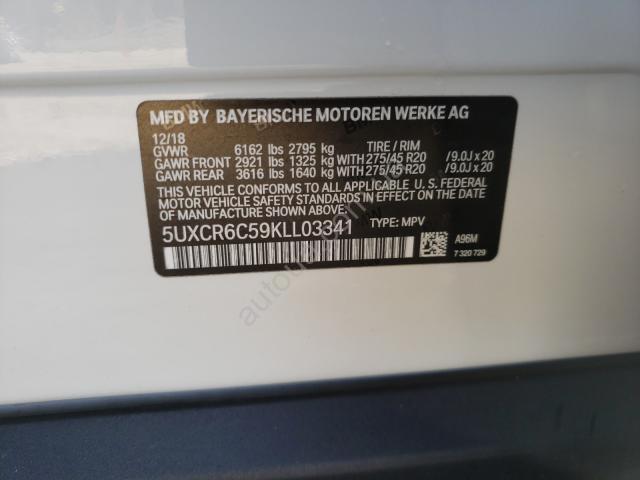 MFD BY BAYERISCHE MOTOREN WERKE AG
12/18
GVWR 6162 lbs 2795 kg TIRE / RIM
GAWR FRONT 2921 lbs 1325 kg WITH 275/45 R20 /9.0J x 20
GAWR REAR 3616 lbs 1640 kg WITH 275/45 R20 /9.0J x 20
THIS VEHICLE CONFORMS TO ALL APPLICABLE U. S. FEDERAL
MOTOR VEHICLE SAFETY STANDARDS IN EFFECT ON THE
DATE OF MANUFACTURE SHOWN ABOVE.
5UXCR6C59KLL03341 TYPE: MPV
A96M
7 320 729